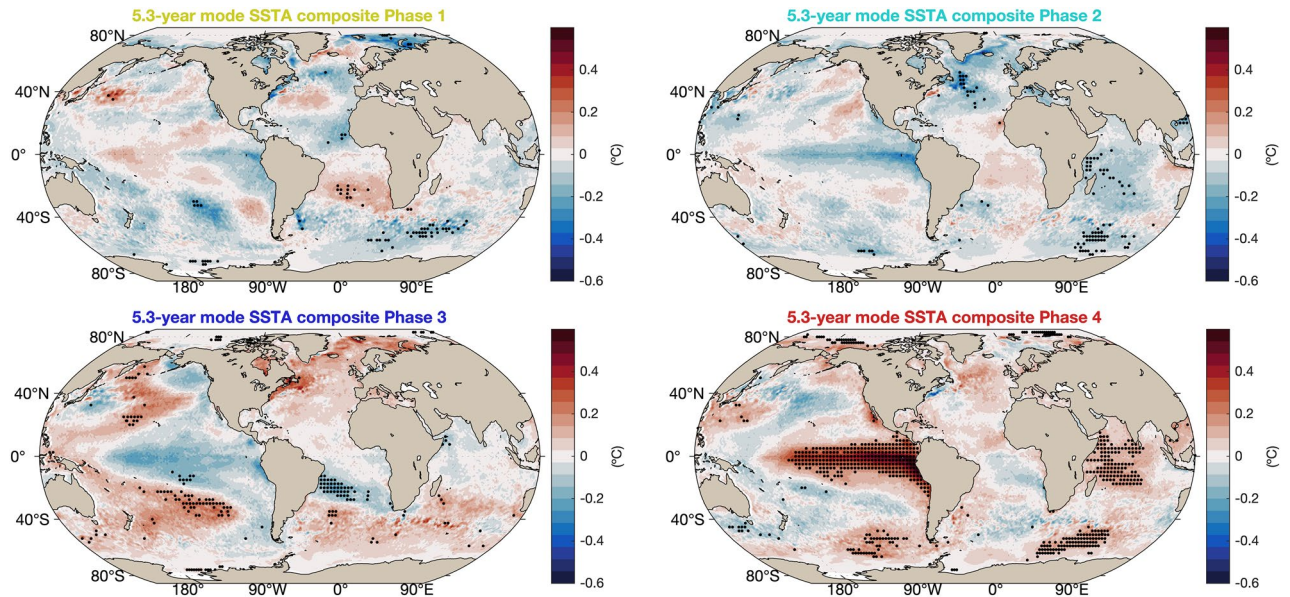 5.3-year mode SSTA composite Phase 1
80°N
40°N
0°
40°S
80°S
180°
90°W
0°
90°E
0.4
0.2
0
-0.2
-0.4
-0.6
(°C)
5.3-year mode SSTA composite Phase 2
80°N
40°N
0°
40°S
80°S
180°
90°W
0°
90°E
0.4
0.2
0
-0.2
-0.4
-0.6
(°C)
5.3-year mode SSTA composite Phase 3
80°N
40°N
0°
40°S
80°S
180°
90°W
0°
90°E
0.4
0.2
0
-0.2
-0.4
-0.6
(°C)
5.3-year mode SSTA composite Phase 4
80°N
40°N
0°
40°S
80°S
180°
90°W
0°
90°E
0.4
0.2
0
-0.2
-0.4
-0.6
(°C)